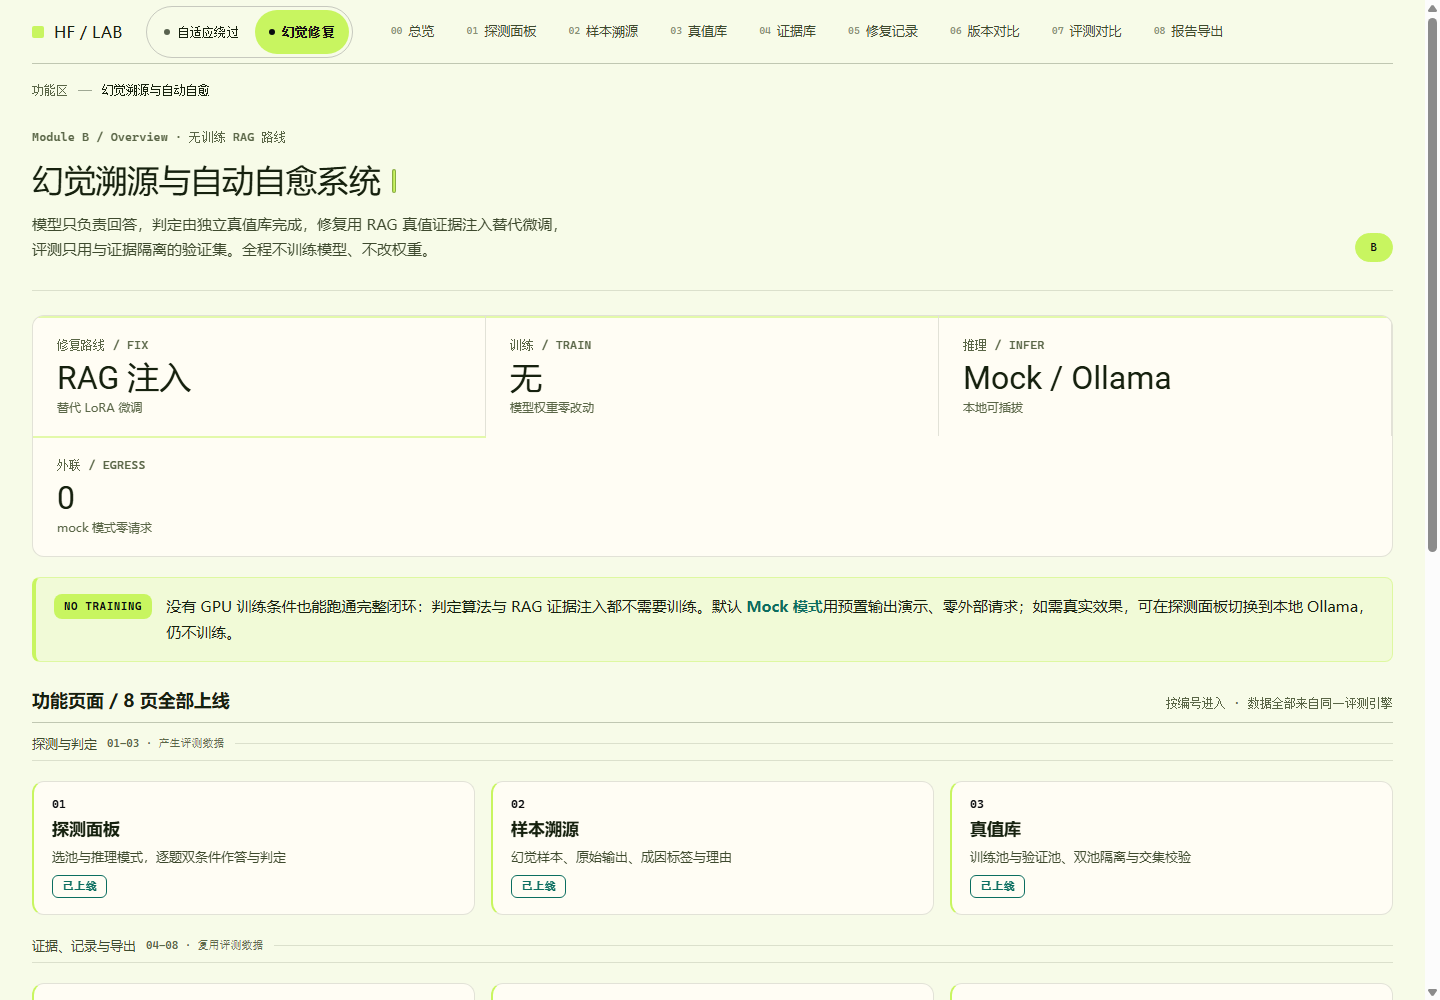 HF / LAB
自适应绕过
幻觉修复
00 总览
01 探测面板
02 样本溯源
03 真值库
04 证据库
05 修复记录
06 版本对比
07 评测对比
08 报告导出
功能区 — 幻觉溯源与自动自愈
Module B / Overview · 无训练 RAG 路线
幻觉溯源与自动自愈系统
模型只负责回答，判定由独立真值库完成，修复用 RAG 真值证据注入替代微调，
评测只用与证据隔离的验证集。全程不训练模型、不改权重。
B
修复路线 / FIX
RAG 注入
替代 LoRA 微调
训练 / TRAIN
无
模型权重零改动
推理 / INFER
Mock / Ollama
本地可插拔
外联 / EGRESS
0
mock 模式零请求
NO TRAINING
没有 GPU 训练条件也能跑通完整闭环：判定算法与 RAG 证据注入都不需要训练。默认 Mock 模式用预置输出演示、零外部请求；如需真实效果，可在探测面板切换到本地 Ollama，
仍不训练。
功能页面 / 8 页全部上线
按编号进入 · 数据全部来自同一评测引擎
探测与判定 01–03 · 产生评测数据
01
探测面板
选池与推理模式，逐题双条件作答与判定
已上线
02
样本溯源
幻觉样本、原始输出、成因标签与理由
已上线
03
真值库
训练池与验证池、双池隔离与交集校验
已上线
证据、记录与导出 04–08 · 复用评测数据